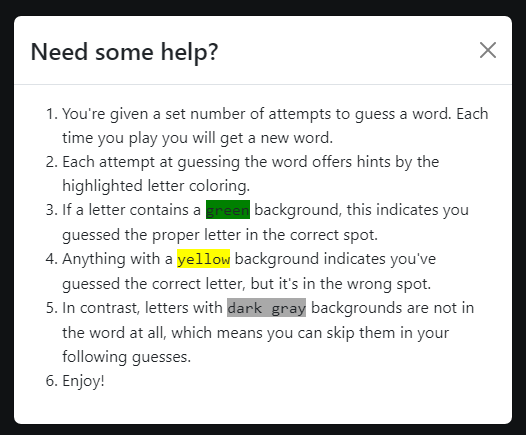 Need some help?
1. You're given a set number of attempts to guess a word. Each
time you play you will get a new word.
2. Each attempt at guessing the word offers hints by the
highlighted letter coloring.
3. If a letter contains a green background, this indicates you
guessed the proper letter in the correct spot.
4. Anything with a yellow background indicates you've
guessed the correct letter, but it's in the wrong spot.
5. In contrast, letters with dark gray backgrounds are not in
the word at all, which means you can skip them in your
following guesses.
6. Enjoy!